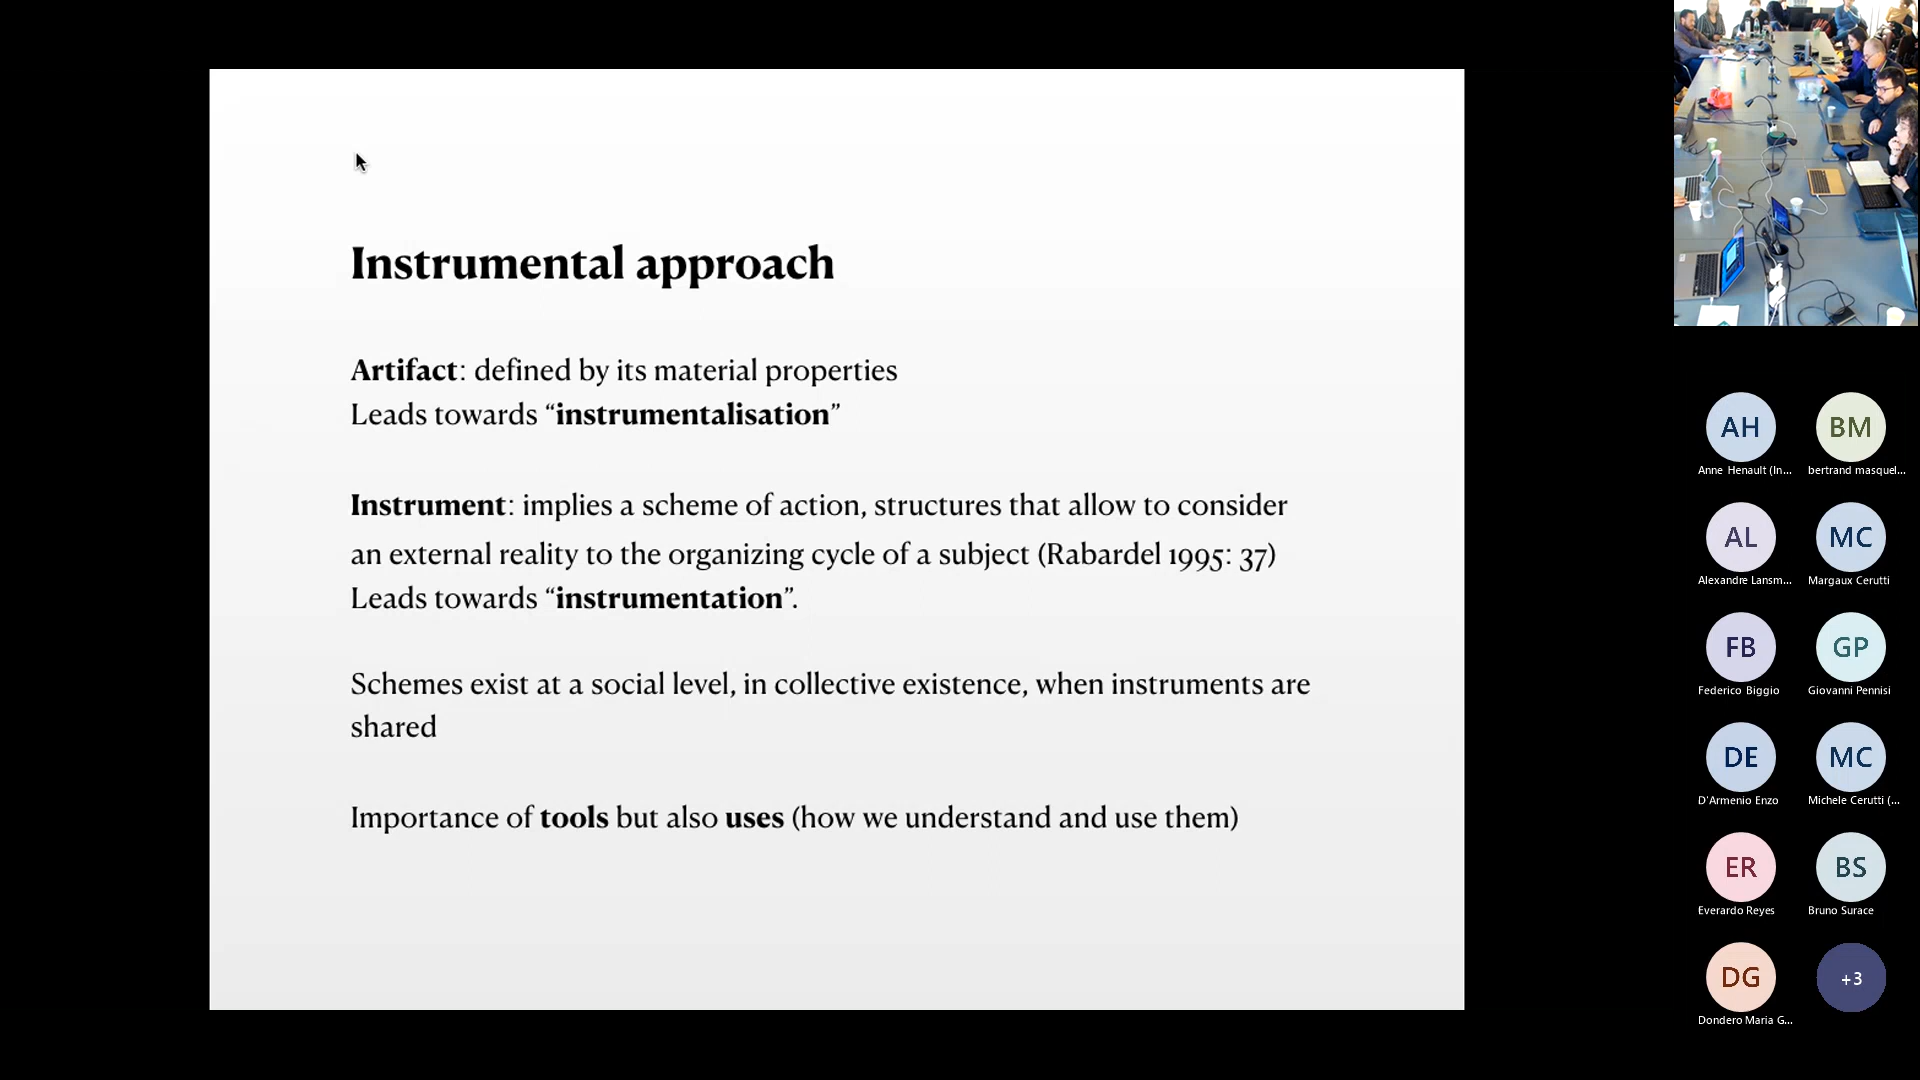 Instrumental approach
Artifact: defined by its material properties
Leads towards “instrumentalisation”
Instrument: implies a scheme of action, structures that allow to consider
an external reality to the organizing cycle of a subject (Rabardel 1995: 37)
Leads towards “instrumentation”.
Schemes exist at a social level, in collective existence, when instruments are
shared
Importance of tools but also uses (how we understand and use them)
AH
BM
Anne Henault (In...
bertrand masquel...
AL
MC
Alexandre Lansm...
Margaux Cerutti
FB
GP
Federico Biggio
Giovanni Pennisi
DE
MC
D'Armenio Enzo
Michele Cerutti (...
ER
BS
Everardo Reyes
Bruno Surace
DG
+3
Dondero Maria G...